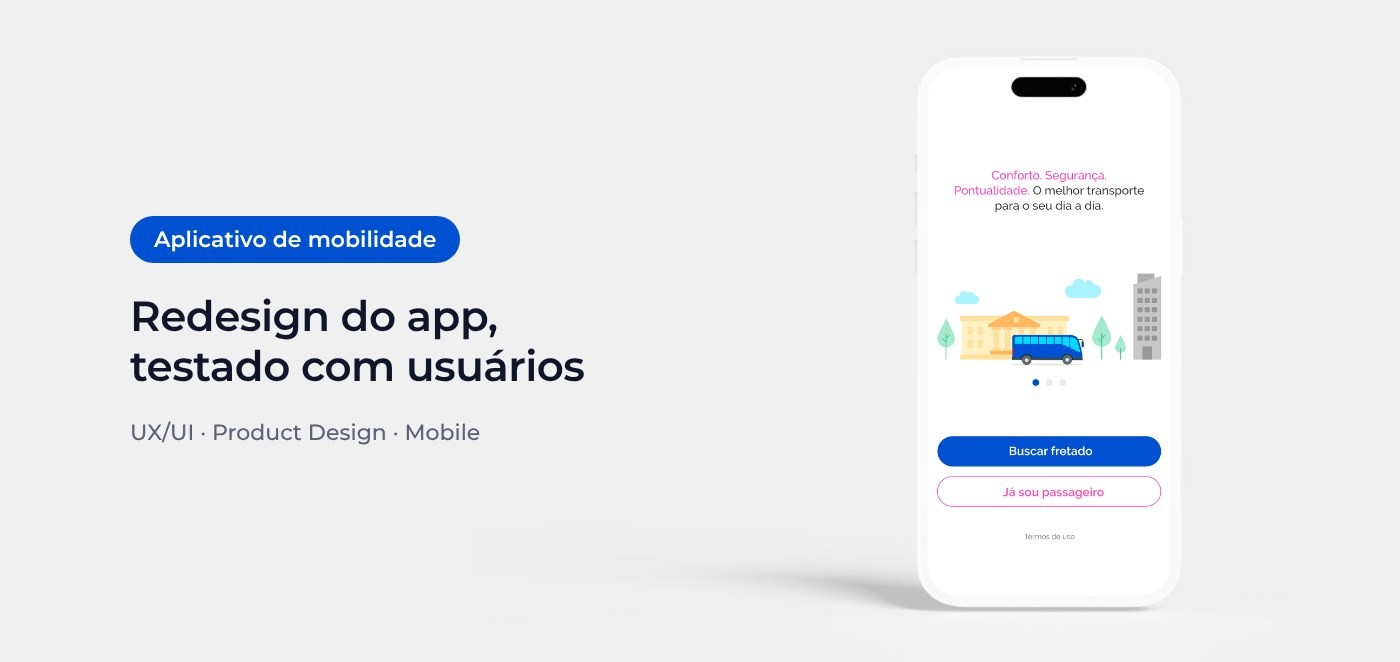 Aplicativo de mobilidade
Redesign do app,
testado com usuários
UX/UI · Product Design · Mobile
Conforto. Segurança.
Pontualidade. O melhor transporte
para o seu dia a dia.
Buscar fretado
Já sou passageiro
Termos de uso